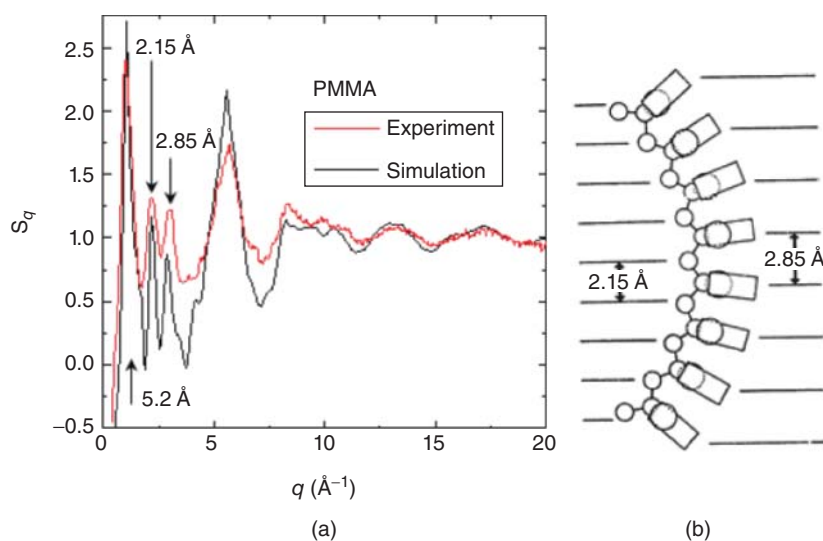 2.5
2.0
1.5
1.0
0.5
0.0
−0.5
S_q
2.15 Å
2.85 Å
5.2 Å
PMMA
Experiment
Simulation
0 5 10 15 20
q (Å⁻¹)
(a)
2.15 Å
2.85 Å
(b)